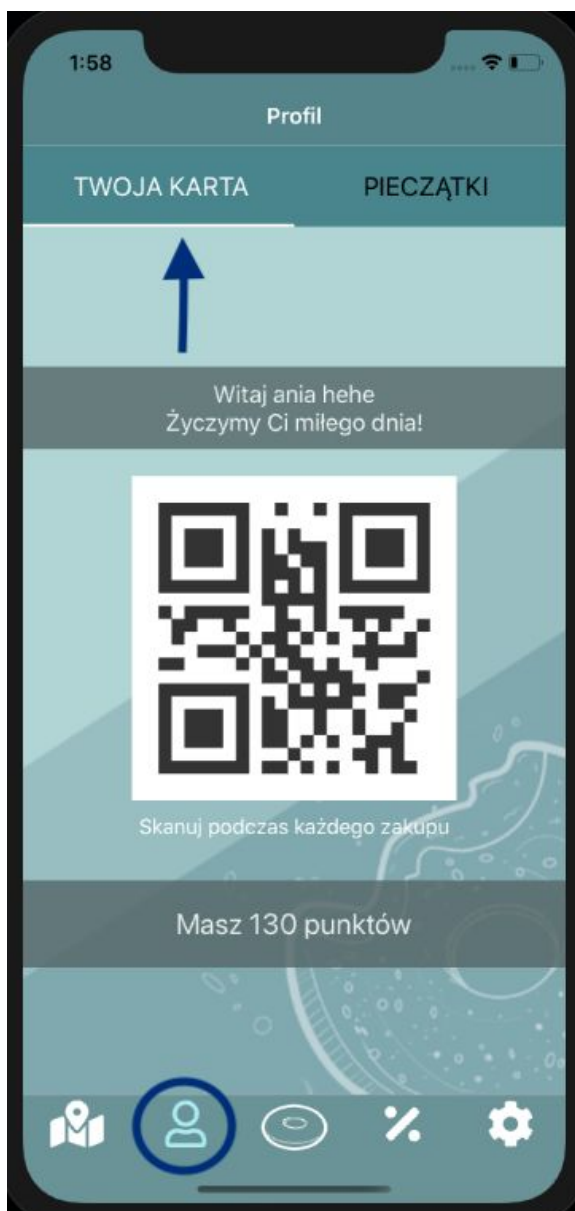 1:58
Profil
TWOJA KARTA
PIECZĄTKI
Witaj ania hehe
Życzymy Ci miłego dnia!
Skanuj podczas każdego zakupu
Masz 130 punktów